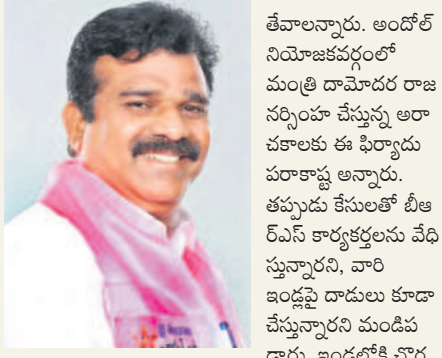 తేవాలన్నారు. అందోల్
నియోజకవర్గంలో
మంత్రి దామోదర రాజ
నర్సింహ చేస్తున్న అరా
చకాలకు ఈ ఫిర్యాదు
పరాకాష్ట అన్నారు.
తప్పుడు కేసులతో బీఆ
ర్ఎస్ కార్యకర్తలను వేధి
స్తున్నారని, వారి
ఇండ్లపై దాడులు కూడా
చేస్తున్నారని మండిప